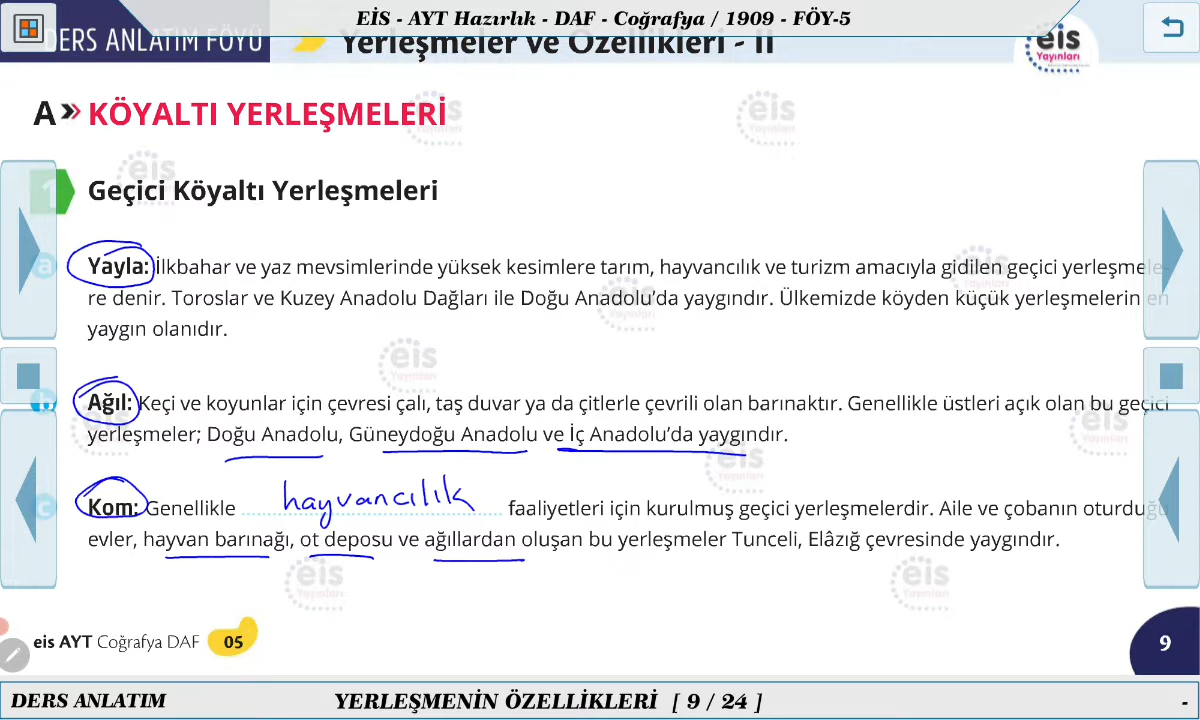 EİS - AYT Hazırlık - DAF - Coğrafya / 1909 - FÖY-5
DERS ANLATIM FÖYÜ
Yerleşmeler ve Özellikleri - II
eis
Yayınları
A KÖYALTI YERLEŞMELERİ
1 Geçici Köyaltı Yerleşmeleri
a Yayla: İlkbahar ve yaz mevsimlerinde yüksek kesimlere tarım, hayvancılık ve turizm amacıyla gidilen geçici yerleşmele-
re denir. Toroslar ve Kuzey Anadolu Dağları ile Doğu Anadolu'da yaygındır. Ülkemizde köyden küçük yerleşmelerin en
yaygın olanıdır.
b Ağıl: Keçi ve koyunlar için çevresi çalı, taş duvar ya da çitlerle çevrili olan barınaktır. Genellikle üstleri açık olan bu geçici
yerleşmeler; Doğu Anadolu, Güneydoğu Anadolu ve İç Anadolu'da yaygındır.
c Kom: Genellikle hayvancılık faaliyetleri için kurulmuş geçici yerleşmelerdir. Aile ve çobanın oturduğu
evler, hayvan barınağı, ot deposu ve ağıllardan oluşan bu yerleşmeler Tunceli, Elâzığ çevresinde yaygındır.
eis AYT Coğrafya DAF 05
9
DERS ANLATIM YERLEŞMENİN ÖZELLİKLERİ [ 9 / 24 ] -